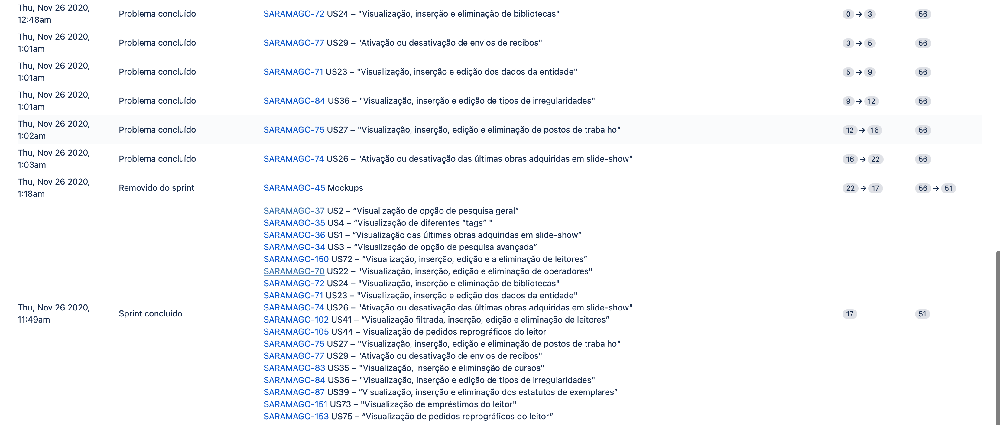 Thu, Nov 26 2020,
12:48am
Problema concluído
SARAMAGO-72 US24 – "Visualização, inserção e eliminação de bibliotecas"
0 → 3
56
Thu, Nov 26 2020,
1:01am
Problema concluído
SARAMAGO-77 US29 – "Ativação ou desativação de envios de recibos"
3 → 5
56
Thu, Nov 26 2020,
1:01am
Problema concluído
SARAMAGO-71 US23 – "Visualização, inserção e edição dos dados da entidade"
5 → 9
56
Thu, Nov 26 2020,
1:01am
Problema concluído
SARAMAGO-84 US36 – "Visualização, inserção e edição de tipos de irregularidades"
9 → 12
56
Thu, Nov 26 2020,
1:02am
Problema concluído
SARAMAGO-75 US27 – "Visualização, inserção, edição e eliminação de postos de trabalho"
12 → 16
56
Thu, Nov 26 2020,
1:03am
Problema concluído
SARAMAGO-74 US26 – "Ativação ou desativação das últimas obras adquiridas em slide-show"
16 → 22
56
Thu, Nov 26 2020,
1:18am
Removido do sprint
SARAMAGO-45 Mockups
22 → 17
56 → 51
Thu, Nov 26 2020,
11:49am
Sprint concluído
SARAMAGO-37 US2 – “Visualização de opção de pesquisa geral”
SARAMAGO-35 US4 – “Visualização de diferentes “tags” "
SARAMAGO-36 US1 – “Visualização das últimas obras adquiridas em slide-show”
SARAMAGO-34 US3 – “Visualização de opção de pesquisa avançada”
SARAMAGO-150 US72 – “Visualização, inserção, edição e a eliminação de leitores”
SARAMAGO-70 US22 – "Visualização, inserção, edição e eliminação de operadores"
SARAMAGO-72 US24 – "Visualização, inserção e eliminação de bibliotecas"
SARAMAGO-71 US23 – "Visualização, inserção e edição dos dados da entidade"
SARAMAGO-74 US26 – "Ativação ou desativação das últimas obras adquiridas em slide-show"
SARAMAGO-102 US41 – “Visualização filtrada, inserção, edição e eliminação de leitores”
SARAMAGO-105 US44 – Visualização de pedidos reprográficos do leitor
SARAMAGO-75 US27 – "Visualização, inserção, edição e eliminação de postos de trabalho"
SARAMAGO-77 US29 – "Ativação ou desativação de envios de recibos"
SARAMAGO-83 US35 – "Visualização, inserção e eliminação de cursos"
SARAMAGO-84 US36 – "Visualização, inserção e edição de tipos de irregularidades"
SARAMAGO-87 US39 – “Visualização, inserção e eliminação dos estatutos de exemplares”
SARAMAGO-151 US73 – "Visualização de empréstimos do leitor"
SARAMAGO-153 US75 – “Visualização de pedidos reprográficos do leitor”
17
51